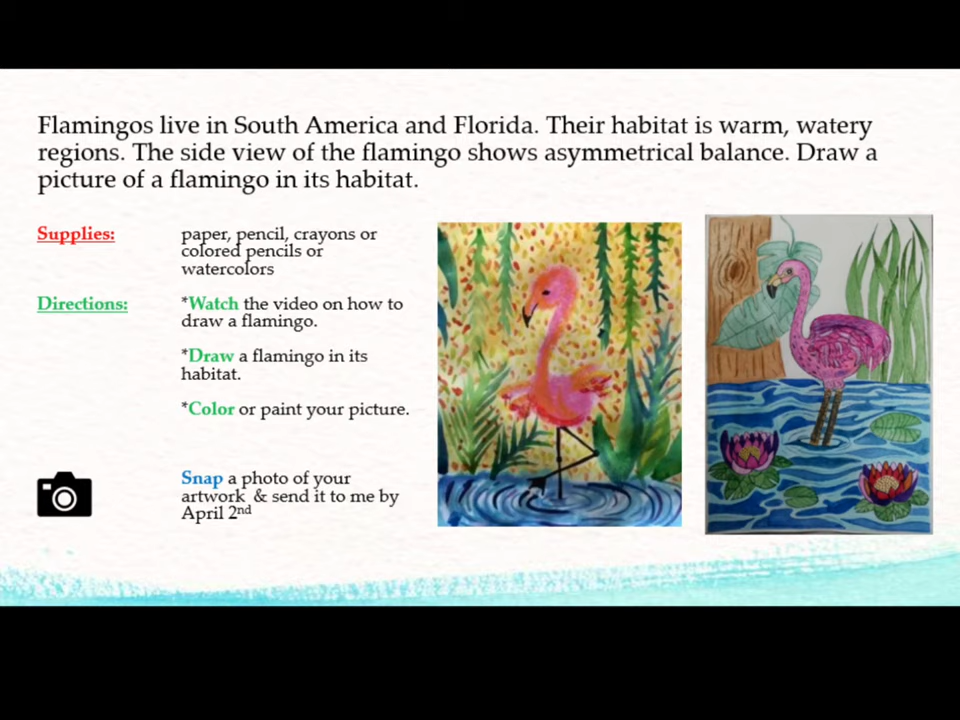 Flamingos live in South America and Florida. Their habitat is warm, watery
regions. The side view of the flamingo shows asymmetrical balance. Draw a
picture of a flamingo in its habitat.
Supplies:
paper, pencil, crayons or
colored pencils or
watercolors
Directions:
*Watch the video on how to
draw a flamingo.
*Draw a flamingo in its
habitat.
*Color or paint your picture.
Snap a photo of your
artwork & send it to me by
April 2nd